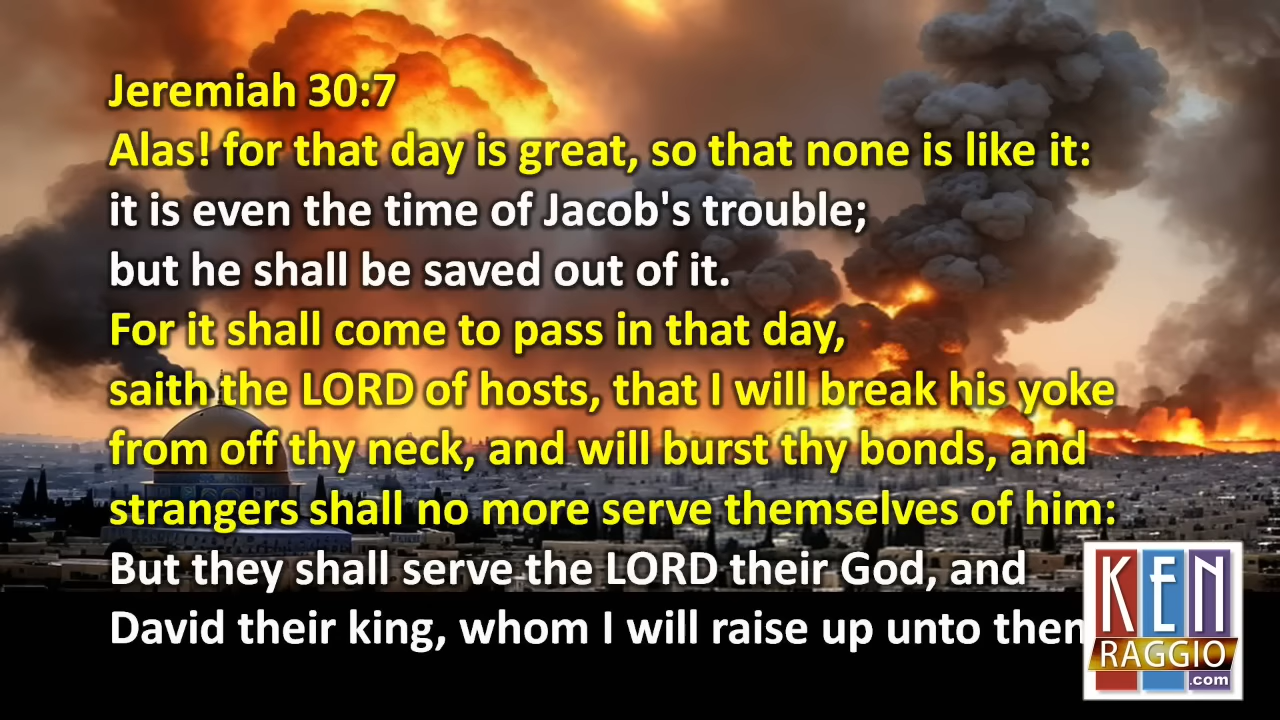 Jeremiah 30:7
Alas! for that day is great, so that none is like it:
it is even the time of Jacob's trouble;
but he shall be saved out of it.
For it shall come to pass in that day,
saith the LORD of hosts, that I will break his yoke
from off thy neck, and will burst thy bonds, and
strangers shall no more serve themselves of him:
But they shall serve the LORD their God, and
David their king, whom I will raise up unto
KEN
RAGGIO
.com